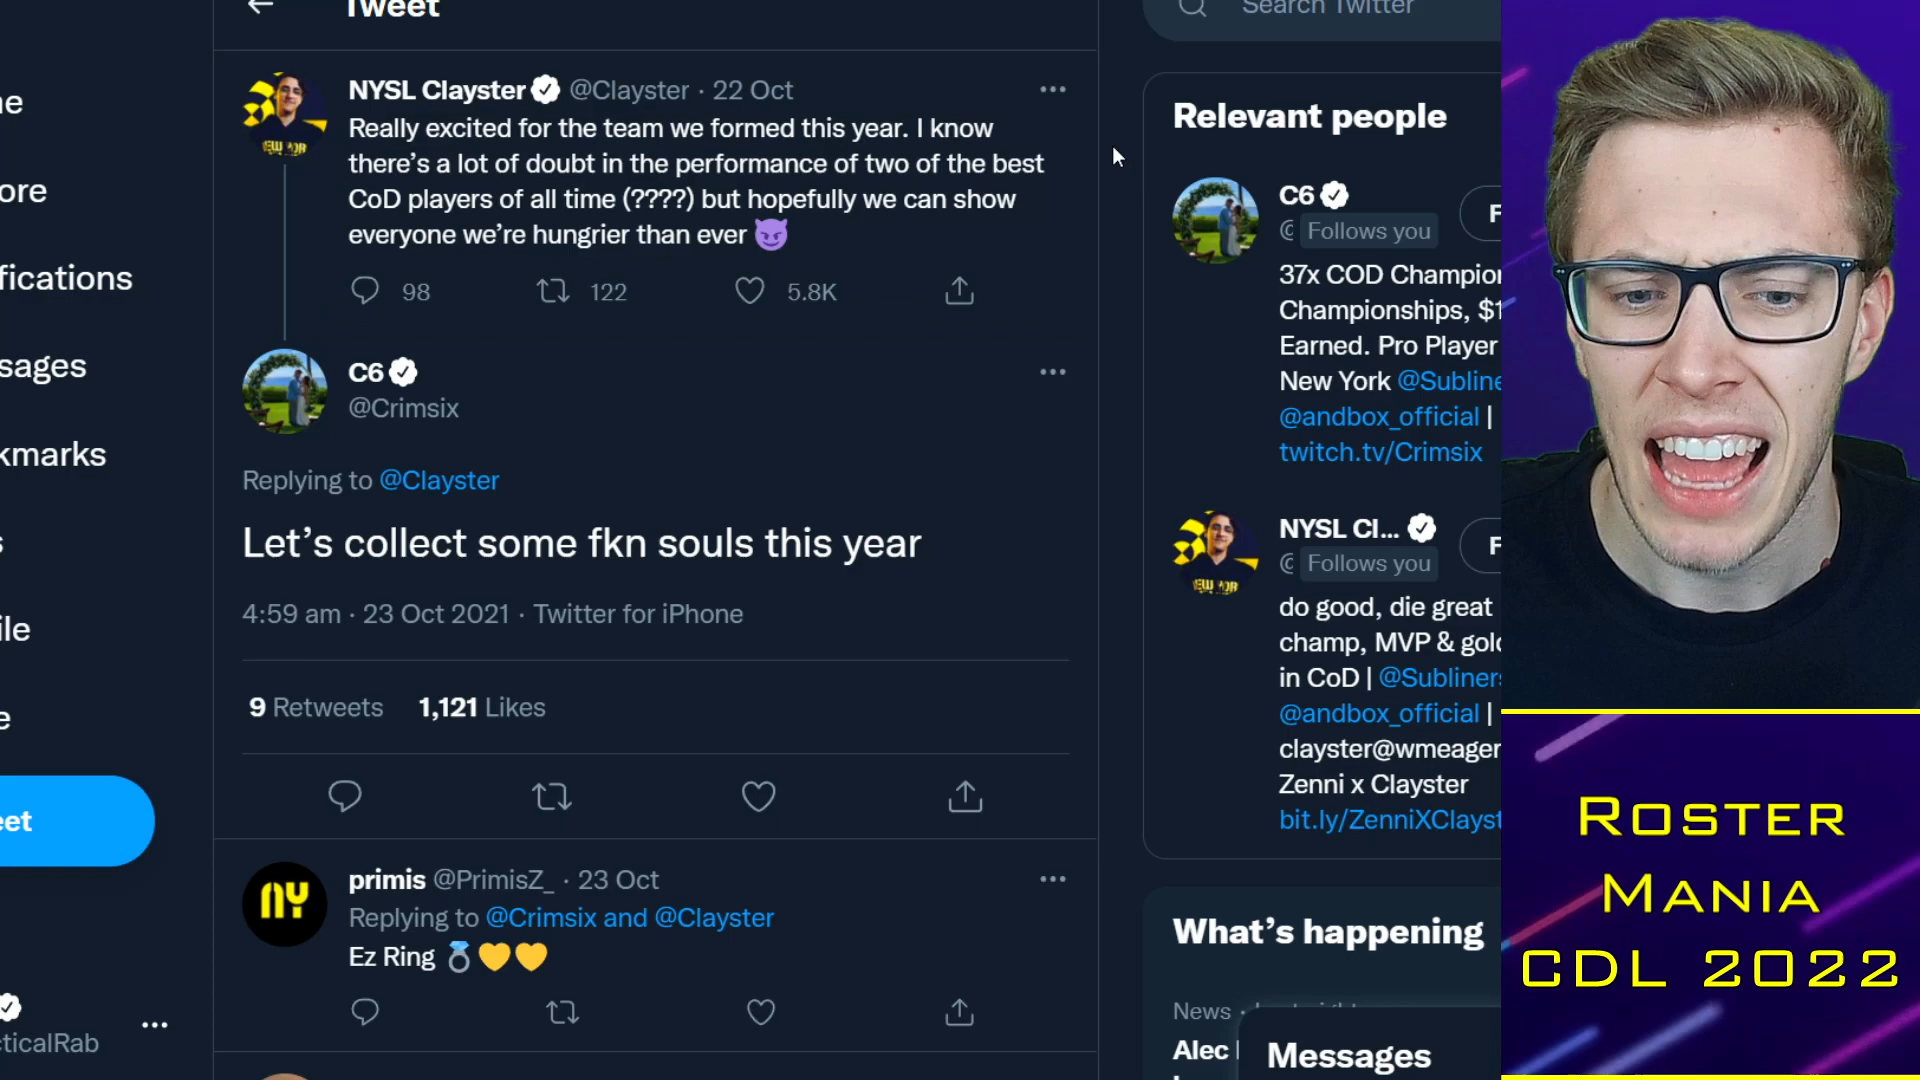 Tweet
Search Twitter
ne
ore
fications
sages
kmarks
s
ile
e
eet
cticalRab
NYSL Clayster @Clayster · 22 Oct
Really excited for the team we formed this year. I know
there's a lot of doubt in the performance of two of the best
CoD players of all time (????) but hopefully we can show
everyone we're hungrier than ever 😈
98 122 5.8K
C6
@Crimsix
Replying to @Clayster
Let's collect some fkn souls this year
4:59 am · 23 Oct 2021 · Twitter for iPhone
9 Retweets 1,121 Likes
NY
primis @PrimisZ_ · 23 Oct
Replying to @Crimsix and @Clayster
Ez Ring 💍💛💛
Relevant people
C6
@ Follows you
F
37x COD Champion
Championships, $1
Earned. Pro Player
New York @Subline
@andbox_official |
twitch.tv/Crimsix
NYSL Cl...
@ Follows you
F
do good, die great
champ, MVP & gold
in CoD | @Subliners
@andbox_official |
clayster@wmeager
Zenni x Clayster
bit.ly/ZenniXClayst
What's happening
News ·
Alec
Messages
ROSTER
MANIA
CDL 2022